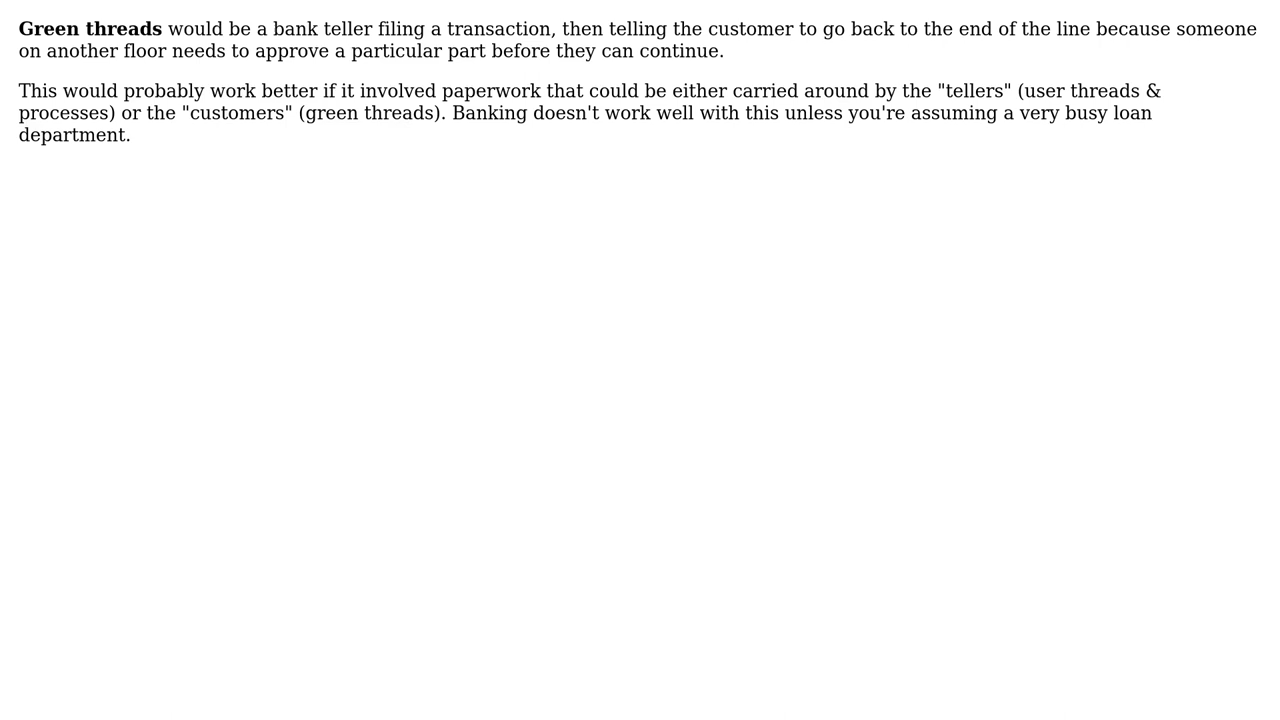 Green threads would be a bank teller filing a transaction, then telling the customer to go back to the end of the line because someone
on another floor needs to approve a particular part before they can continue.
This would probably work better if it involved paperwork that could be either carried around by the "tellers" (user threads &
processes) or the "customers" (green threads). Banking doesn't work well with this unless you're assuming a very busy loan
department.